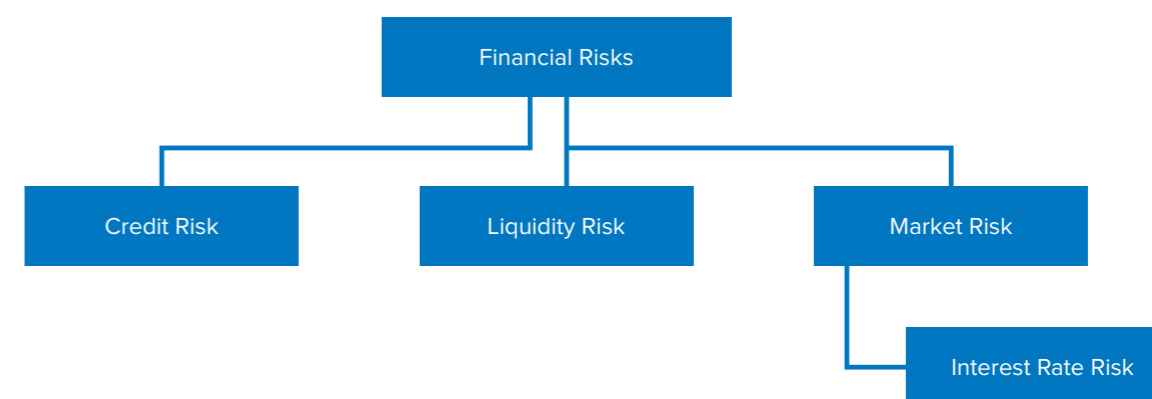 Financial Risks
Credit Risk
Liquidity Risk
Market Risk
Interest Rate Risk